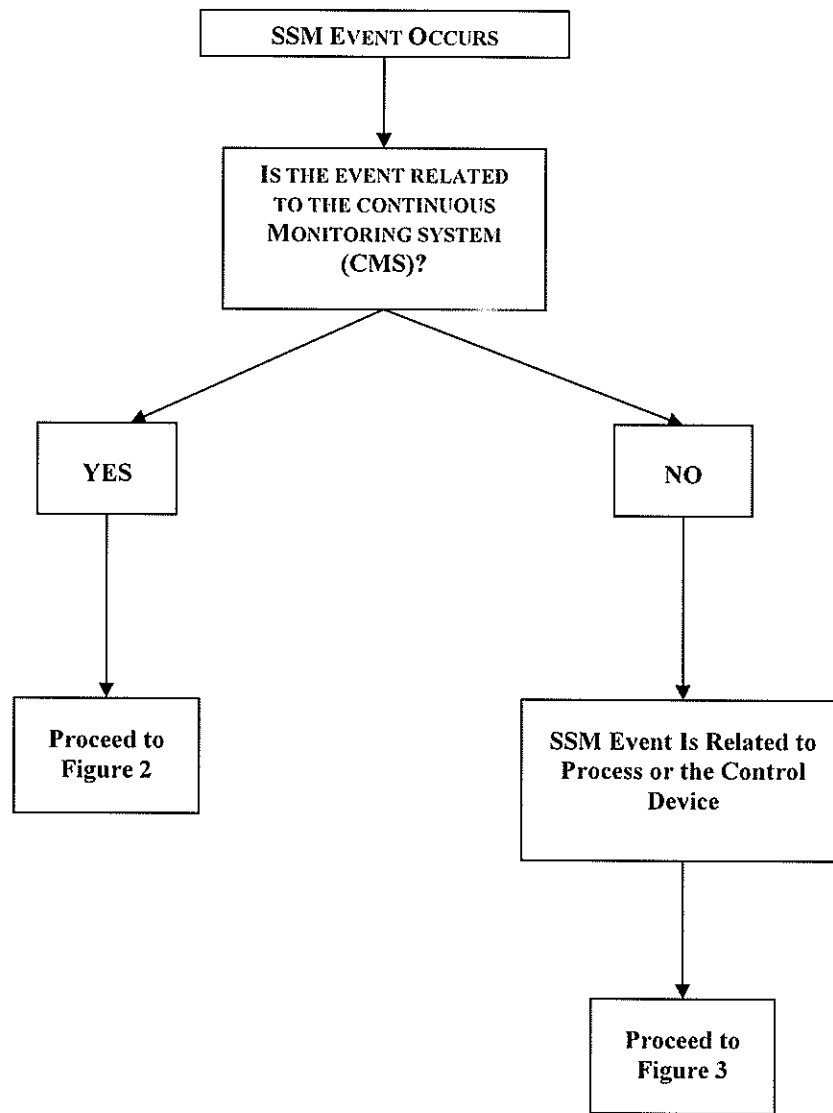 SSM EVENT OCCURS
IS THE EVENT RELATED
TO THE CONTINUOUS
MONITORING SYSTEM
(CMS)?
YES
NO
Proceed to
Figure 2
SSM Event Is Related to
Process or the Control
Device
Proceed to
Figure 3